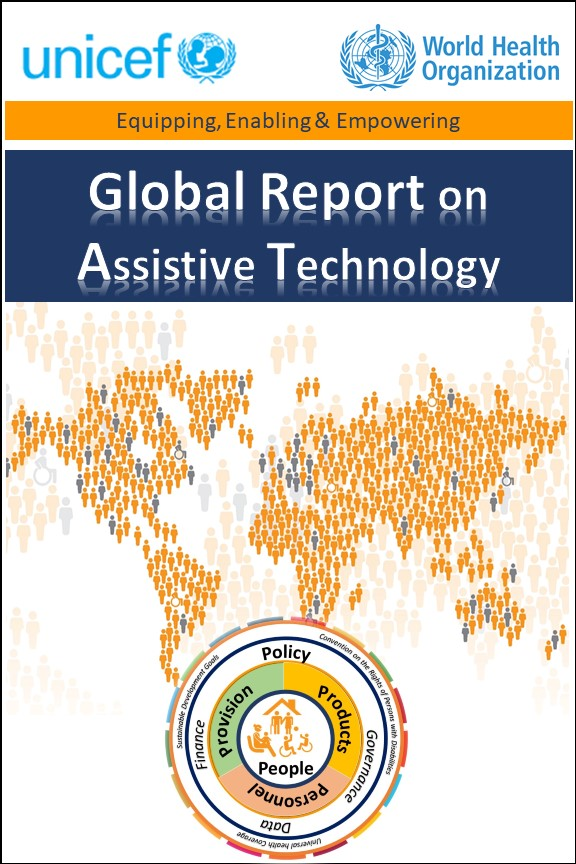 unicef
World Health
Organization
Equipping, Enabling & Empowering
Global Report on
Assistive Technology
Policy
Convention on the Rights of Persons with Disabilities
Sustainable Development Goals
Provision
Products
Finance
Governance
People
Personnel
Data
Universal health Coverage